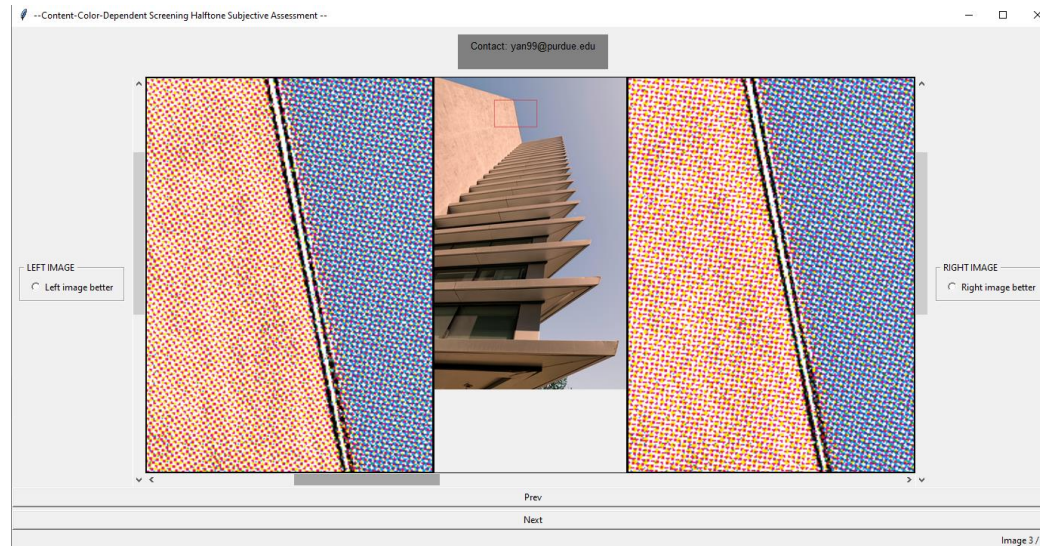 --Content-Color-Dependent Screening Halftone Subjective Assessment --
Contact: yan99@purdue.edu
LEFT IMAGE
Left image better
RIGHT IMAGE
Right image better
Prev
Next
Image 3 /